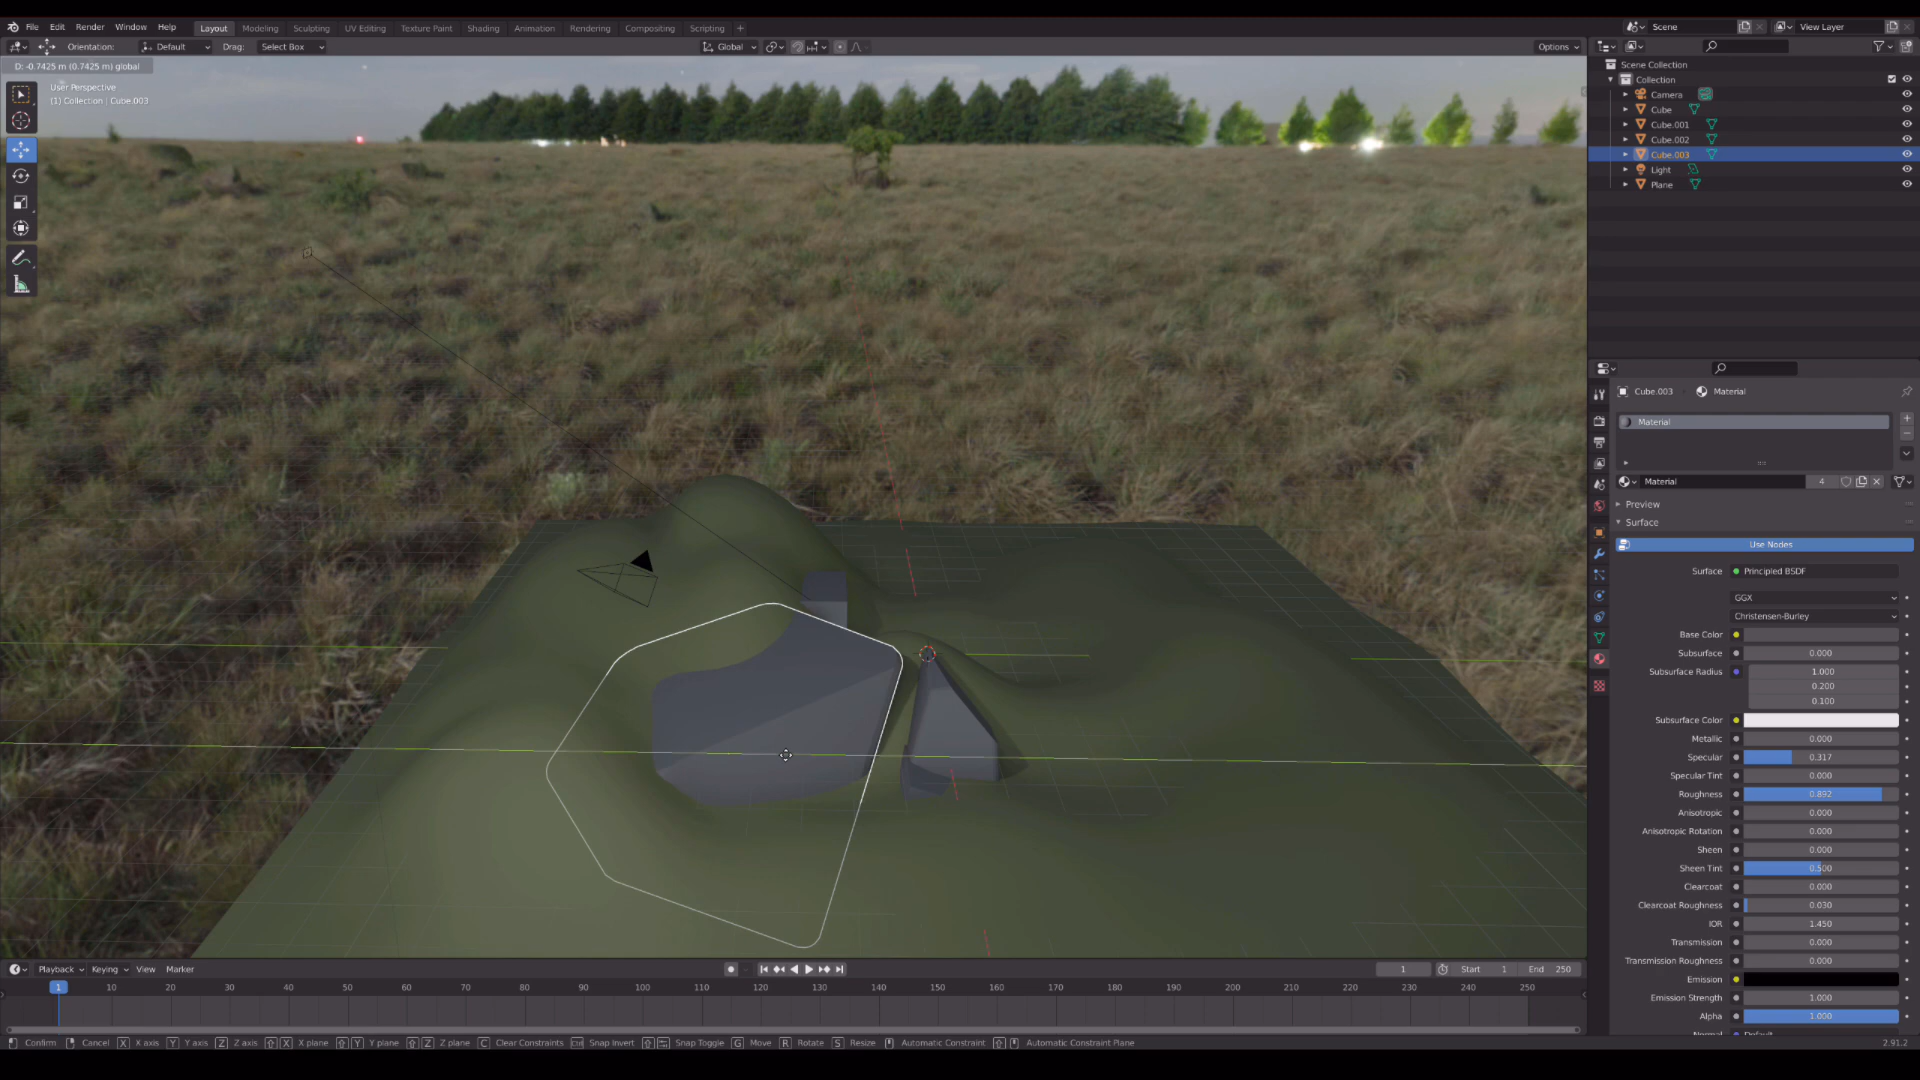 File Edit Render Window Help Layout Modeling Sculpting UV Editing Texture Paint Shading Animation Rendering Compositing Scripting + Scene View Layer
Orientation: Default Drag: Select Box Global Options
D: -0.7425 m (0.7425 m) global
User Perspective
(1) Collection | Cube.003
Scene Collection
Collection
Camera
Cube
Cube.001
Cube.002
Cube.003
Light
Plane
Cube.003 Material
Material
Material 4
Preview
Surface
Use Nodes
Surface Principled BSDF
GGX
Christensen-Burley
Base Color
Subsurface 0.000
Subsurface Radius 1.000
0.200
0.100
Subsurface Color
Metallic 0.000
Specular 0.317
Specular Tint 0.000
Roughness 0.892
Anisotropic 0.000
Anisotropic Rotation 0.000
Sheen 0.000
Sheen Tint 0.500
Clearcoat 0.000
Clearcoat Roughness 0.030
IOR 1.450
Transmission 0.000
Transmission Roughness 0.000
Emission
Emission Strength 1.000
Alpha 1.000
Normal Default
Playback Keying View Marker 1 Start 1 End 250
1 10 20 30 40 50 60 70 80 90 100 110 120 130 140 150 160 170 180 190 200 210 220 230 240 250
Confirm Cancel X X axis Y Y axis Z Z axis X X plane Y Y plane Z Z plane C Clear Constraints Ctrl Snap Invert Snap Toggle G Move R Rotate S Resize Automatic Constraint Automatic Constraint Plane 2.91.2